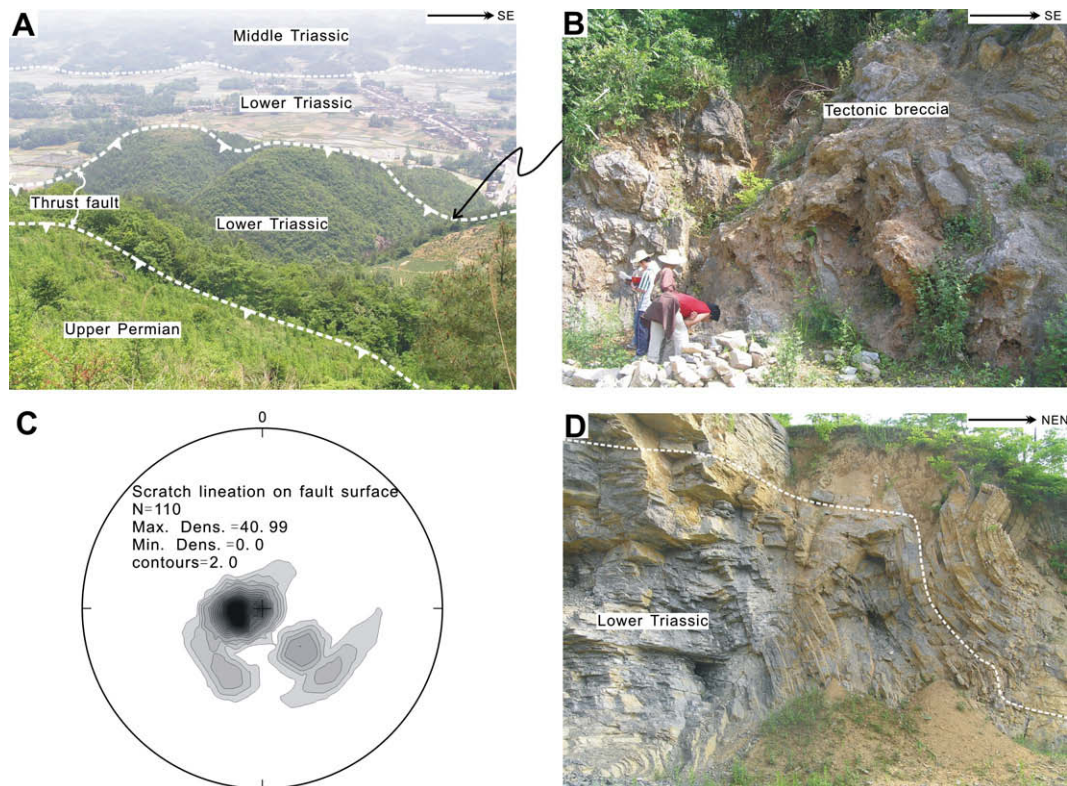 A
SE
Middle Triassic
Lower Triassic
Thrust fault
Lower Triassic
Upper Permian
B
SE
Tectonic breccia
C
0
Scratch lineation on fault surface
N=110
Max. Dens. =40. 99
Min. Dens. =0. 0
contours=2. 0
D
NEN
Lower Triassic